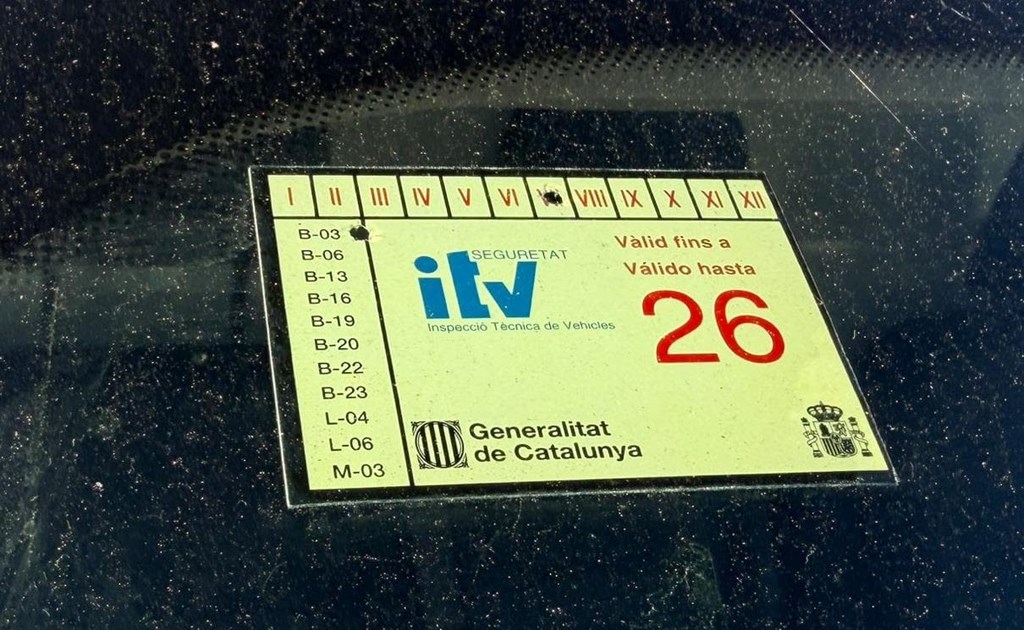 I II III IV V VI VIII IX X XI XII
B-03
B-06
B-13
B-16
B-19
B-20
B-22
B-23
L-04
L-06
M-03
SEGURETAT
itv
Inspecció Tècnica de Vehicles
Vàlid fins a
Válido hasta
26
Generalitat
de Catalunya